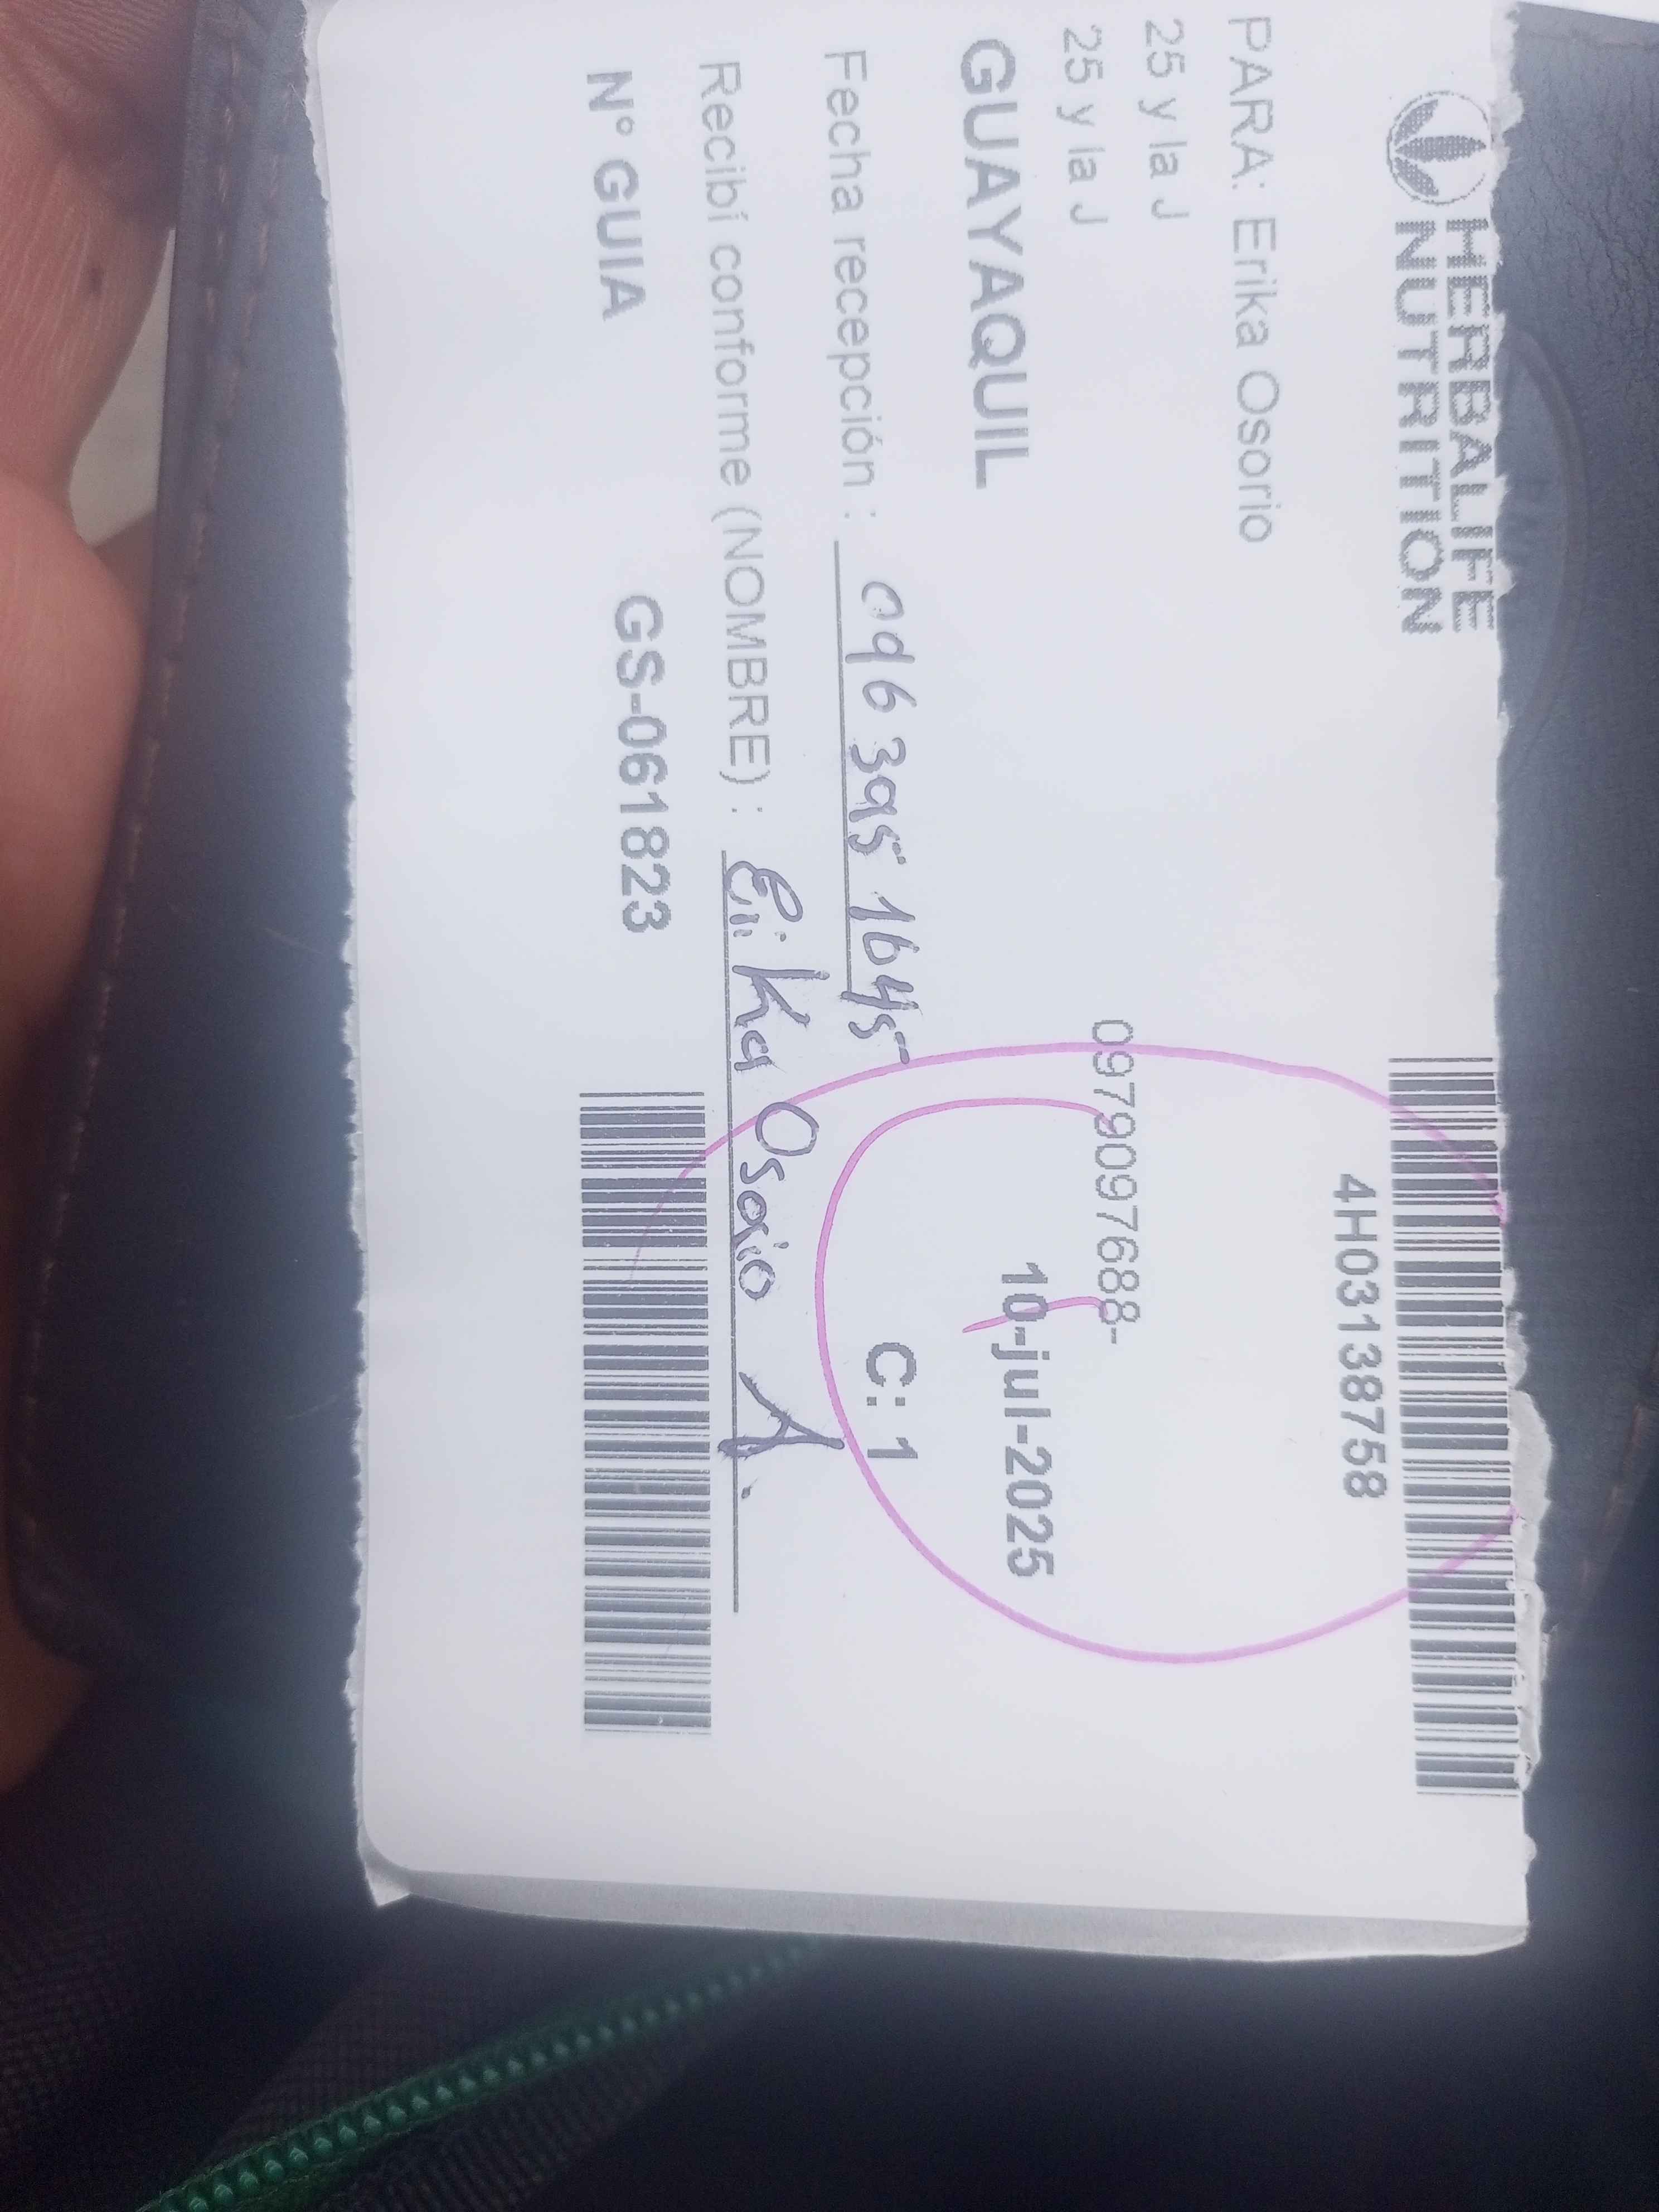 HERBALIFE
NUTRITION
4H03138758
PARA: Erika Osorio
25 y la J
25 y la J
0979097688-
GUAYAQUIL
10-jul-2025
Fecha recepción :
096 395 1645
C: 1
Recibí conforme (NOMBRE) :
Erika Osorio A.
N° GUIA
GS-061823